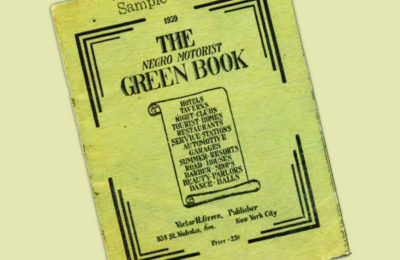 Sample
1939
THE
NEGRO MOTORIST
GREEN BOOK
HOTELS
TAVERNS
NIGHT CLUBS
TOURIST HOMES
RESTAURANTS
SERVICE STATIONS
AUTOMOTIVE
GARAGES
SUMMER RESORTS
ROAD HOUSES
BARBER SHOPS
BEAUTY PARLORS
DANCE HALLS
Victor H. Green, Publisher
938 St. Nicholas Ave. New York City
Price - 25¢